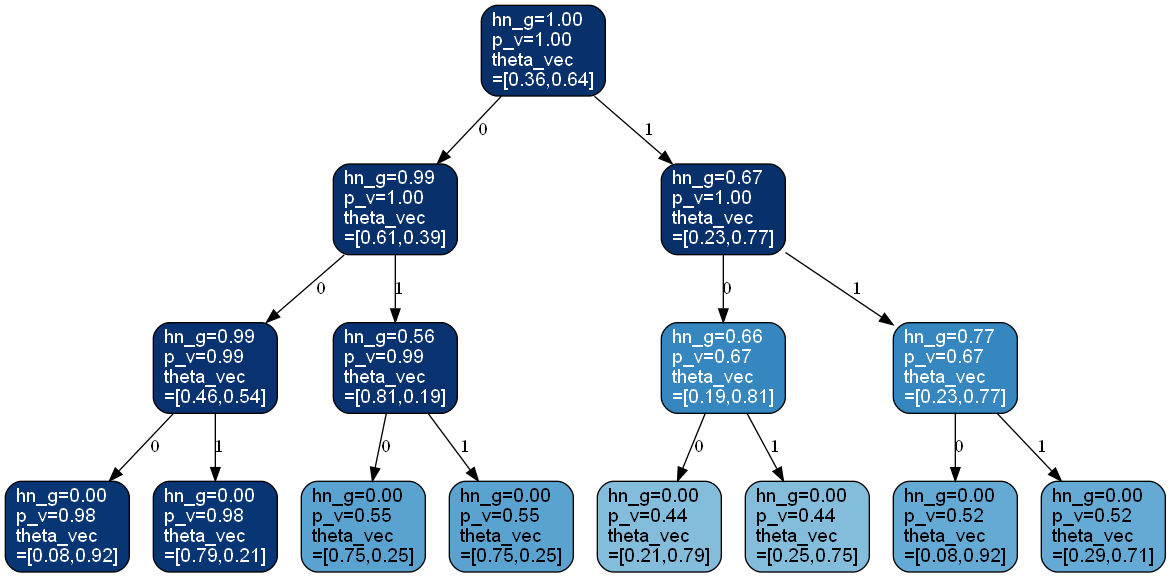 hn_g=1.00
p_v=1.00
theta_vec
=[0.36,0.64]
0
1
hn_g=0.99
p_v=1.00
theta_vec
=[0.61,0.39]
hn_g=0.67
p_v=1.00
theta_vec
=[0.23,0.77]
0
1
0
1
hn_g=0.99
p_v=0.99
theta_vec
=[0.46,0.54]
hn_g=0.56
p_v=0.99
theta_vec
=[0.81,0.19]
hn_g=0.66
p_v=0.67
theta_vec
=[0.19,0.81]
hn_g=0.77
p_v=0.67
theta_vec
=[0.23,0.77]
0
1
0
1
0
1
0
1
hn_g=0.00
p_v=0.98
theta_vec
=[0.08,0.92]
hn_g=0.00
p_v=0.98
theta_vec
=[0.79,0.21]
hn_g=0.00
p_v=0.55
theta_vec
=[0.75,0.25]
hn_g=0.00
p_v=0.55
theta_vec
=[0.75,0.25]
hn_g=0.00
p_v=0.44
theta_vec
=[0.21,0.79]
hn_g=0.00
p_v=0.44
theta_vec
=[0.25,0.75]
hn_g=0.00
p_v=0.52
theta_vec
=[0.08,0.92]
hn_g=0.00
p_v=0.52
theta_vec
=[0.29,0.71]